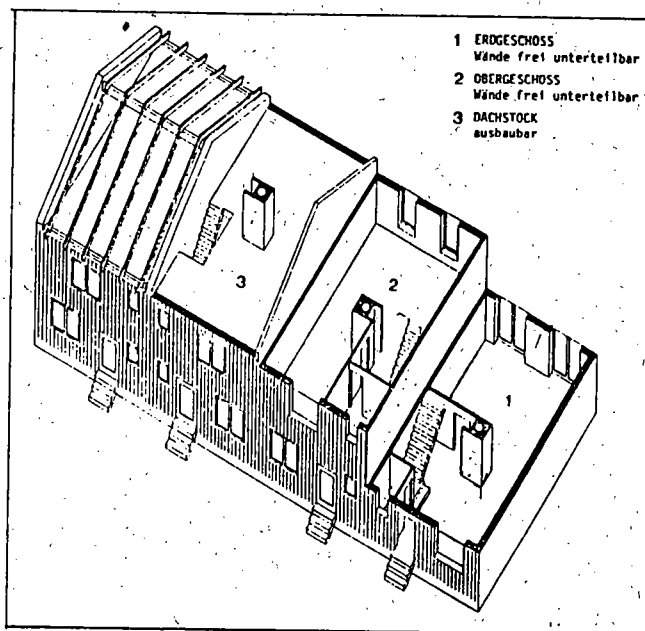 1 ERDGESCHOSS
Wände frei unterteilbar
2 OBERGESCHOSS
Wände frei unterteilbar
3 DACHSTOCK
ausbaubar
3
2
1